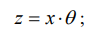 z = x · θ ;